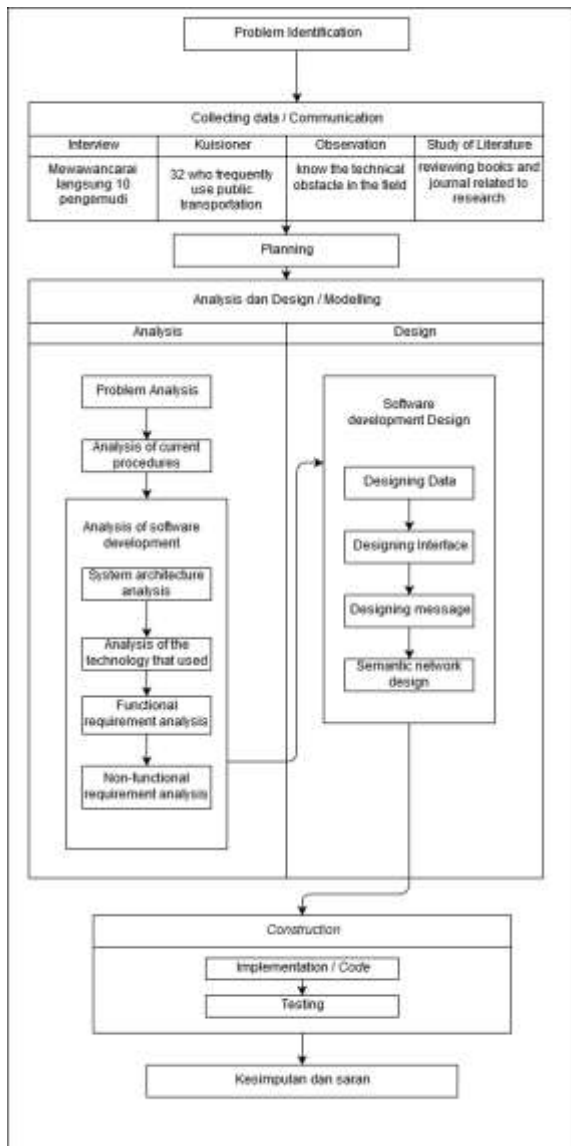 Problem Identification
Collecting data / Communication
Interview
Mewawancarai
langsung 10
pengemudi
Kuisioner
32 who frequently
use public
transportation
Observation
know the technical
obstacle in the field
Study of Literature
reviewing books and
journal related to
research
Planning
Analysis dan Design / Modelling
Analysis
Problem Analysis
Analysis of current
procedures
Analysis of software
development
System architecture
analysis
Analysis of the
technology that used
Functional
requirement analysis
Non-functional
requirement analysis
Design
Software
development Design
Designing Data
Designing Interface
Designing message
Semantic network
design
Construction
Implementation / Code
Testing
Kesimpulan dan saran